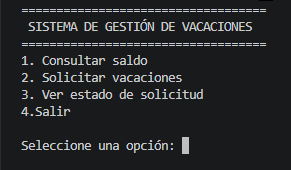 ==================================
SISTEMA DE GESTIÓN DE VACACIONES
==================================
1. Consultar saldo
2. Solicitar vacaciones
3. Ver estado de solicitud
4.Salir
Seleccione una opción: